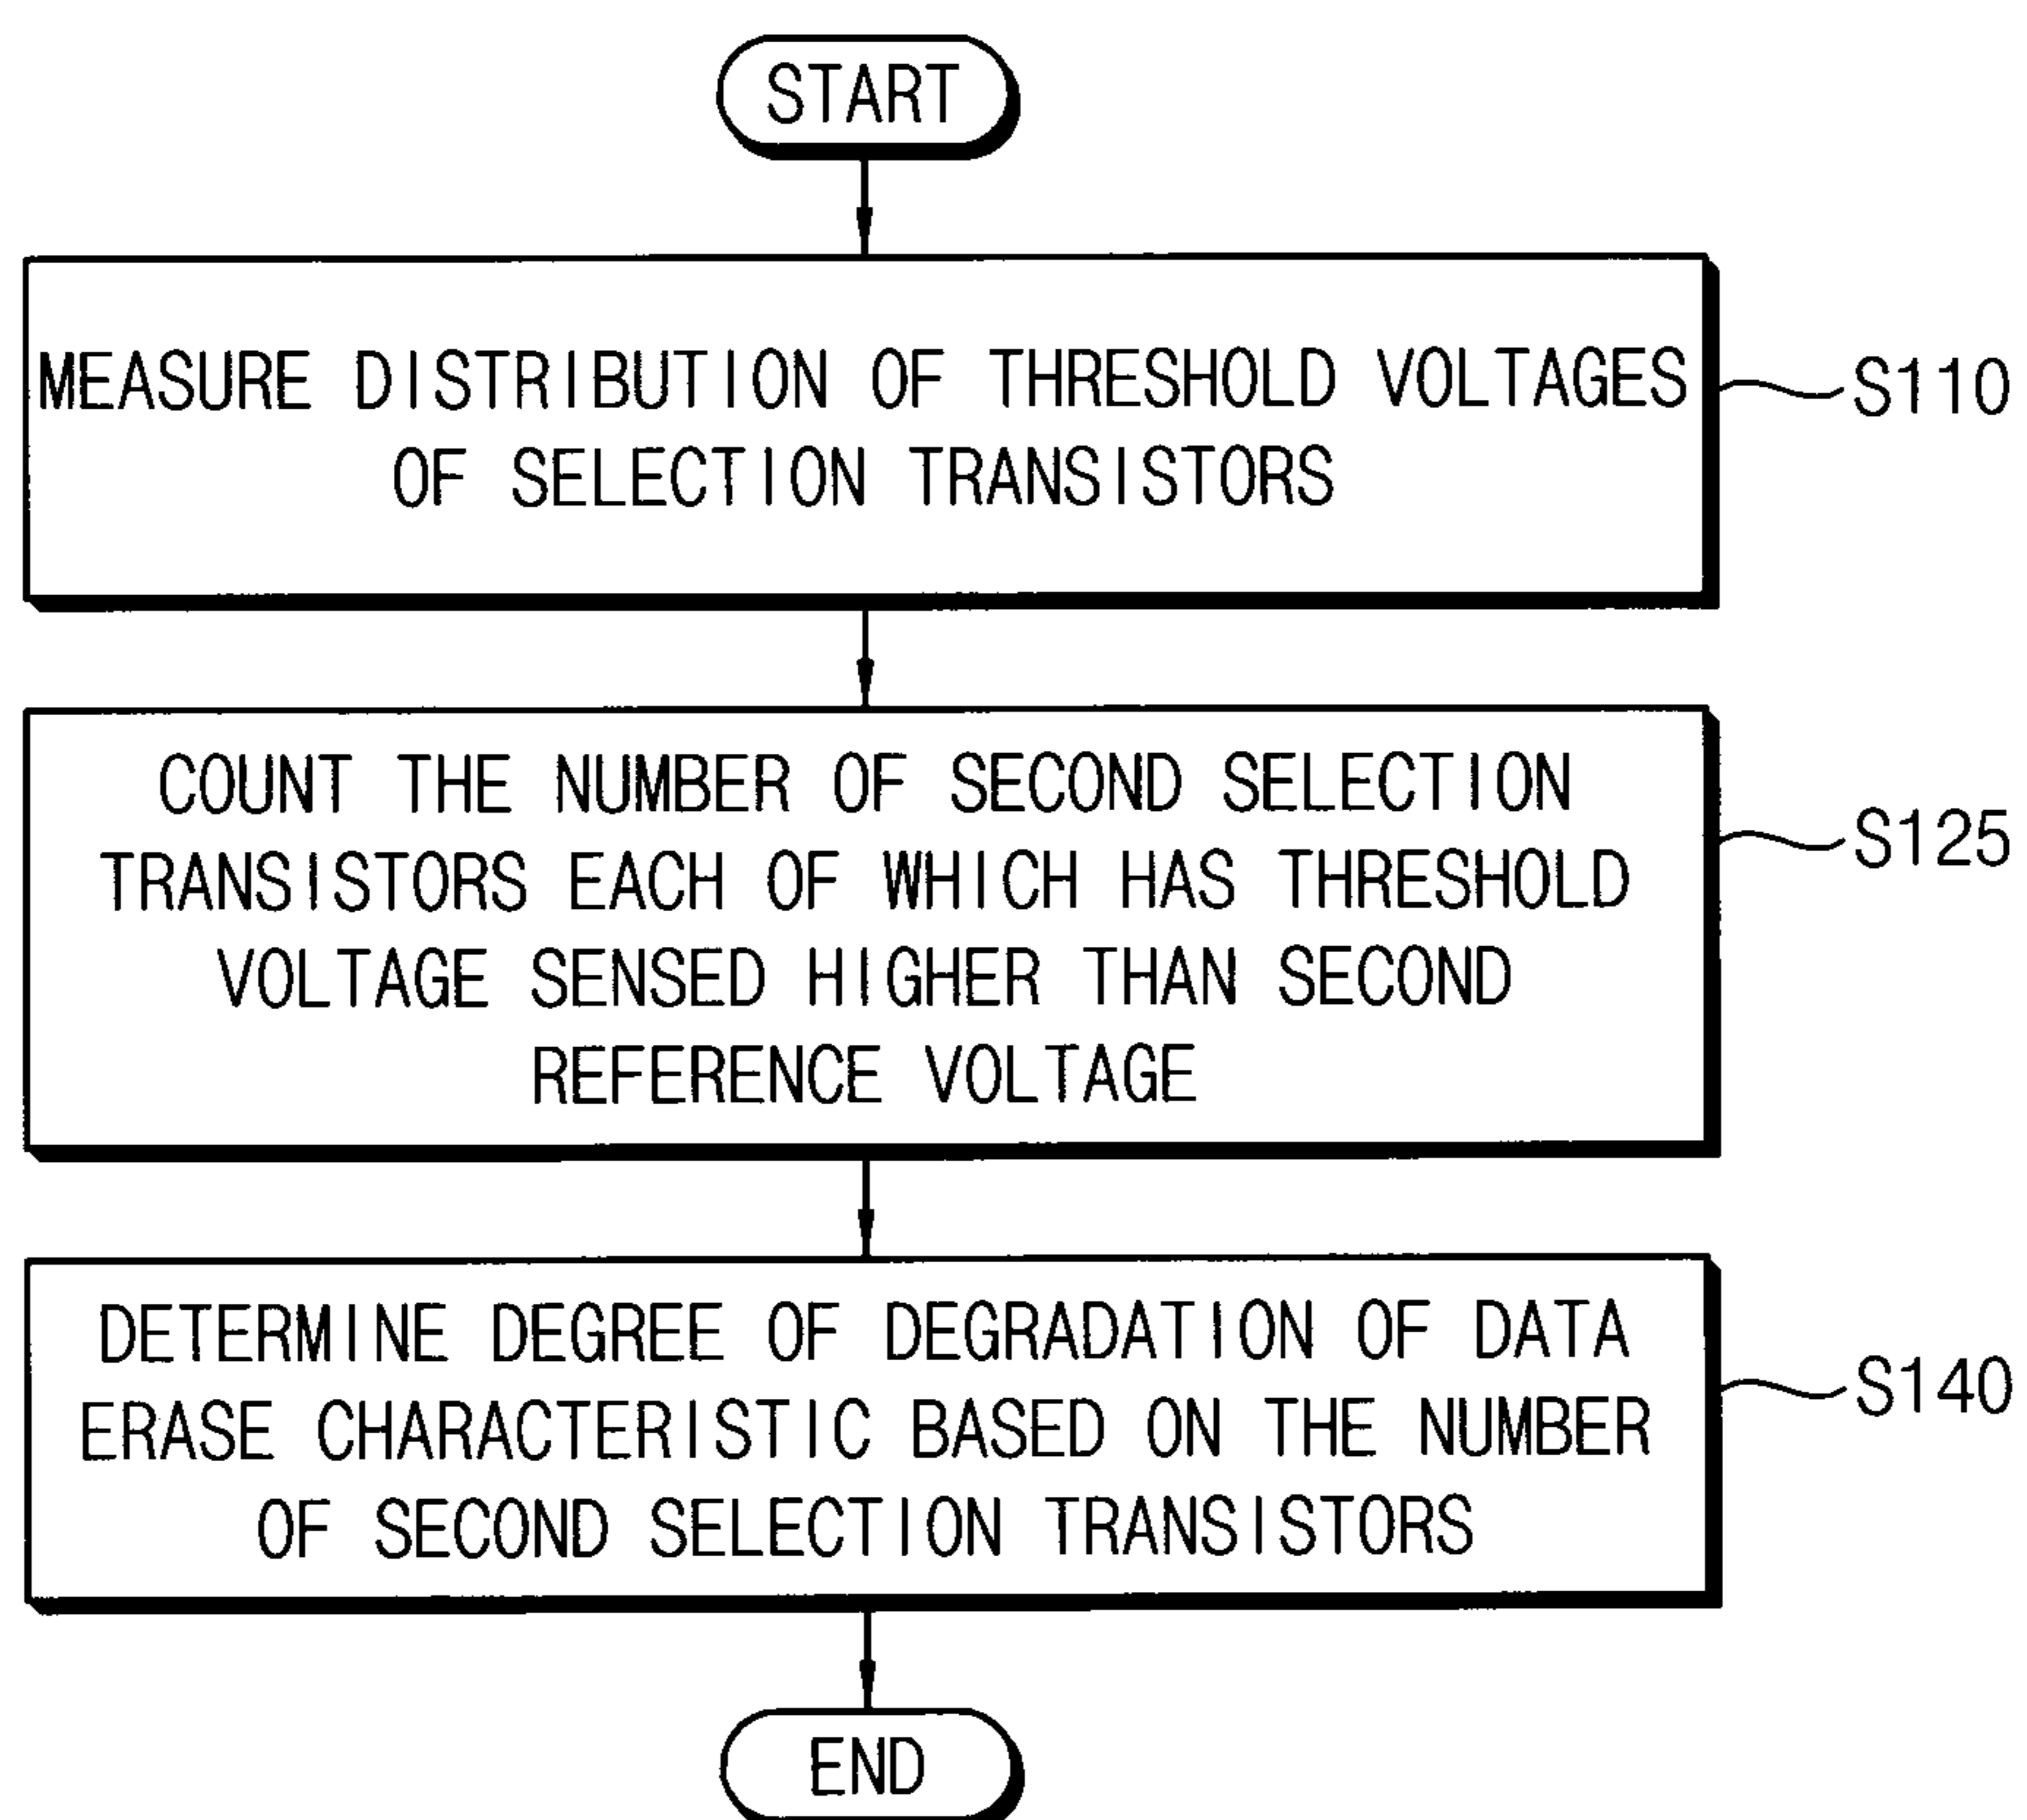 START
MEASURE DISTRIBUTION OF THRESHOLD VOLTAGES
OF SELECTION TRANSISTORS
S110
COUNT THE NUMBER OF SECOND SELECTION
TRANSISTORS EACH OF WHICH HAS THRESHOLD
VOLTAGE SENSED HIGHER THAN SECOND
REFERENCE VOLTAGE
S125
DETERMINE DEGREE OF DEGRADATION OF DATA
ERASE CHARACTERISTIC BASED ON THE NUMBER
OF SECOND SELECTION TRANSISTORS
S140
END